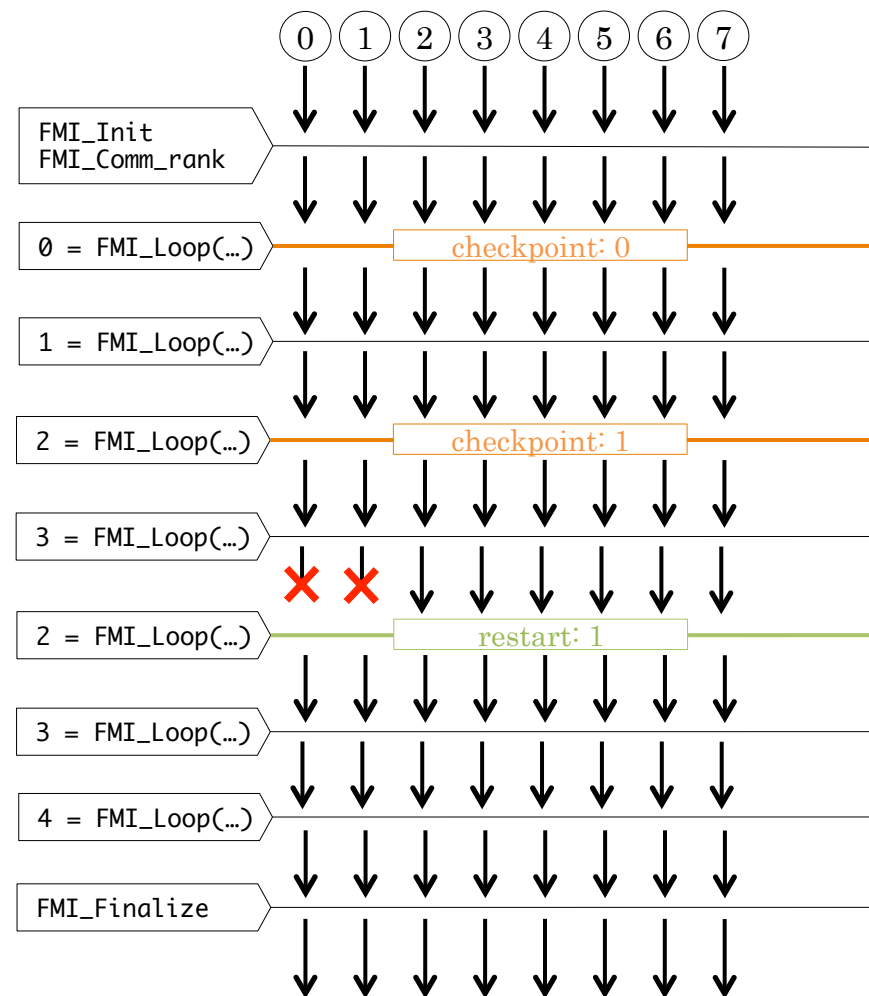 0 1 2 3 4 5 6 7
FMI_Init
FMI_Comm_rank
0 = FMI_Loop(…)
checkpoint: 0
1 = FMI_Loop(…)
2 = FMI_Loop(…)
checkpoint: 1
3 = FMI_Loop(…)
2 = FMI_Loop(…)
restart: 1
3 = FMI_Loop(…)
4 = FMI_Loop(…)
FMI_Finalize